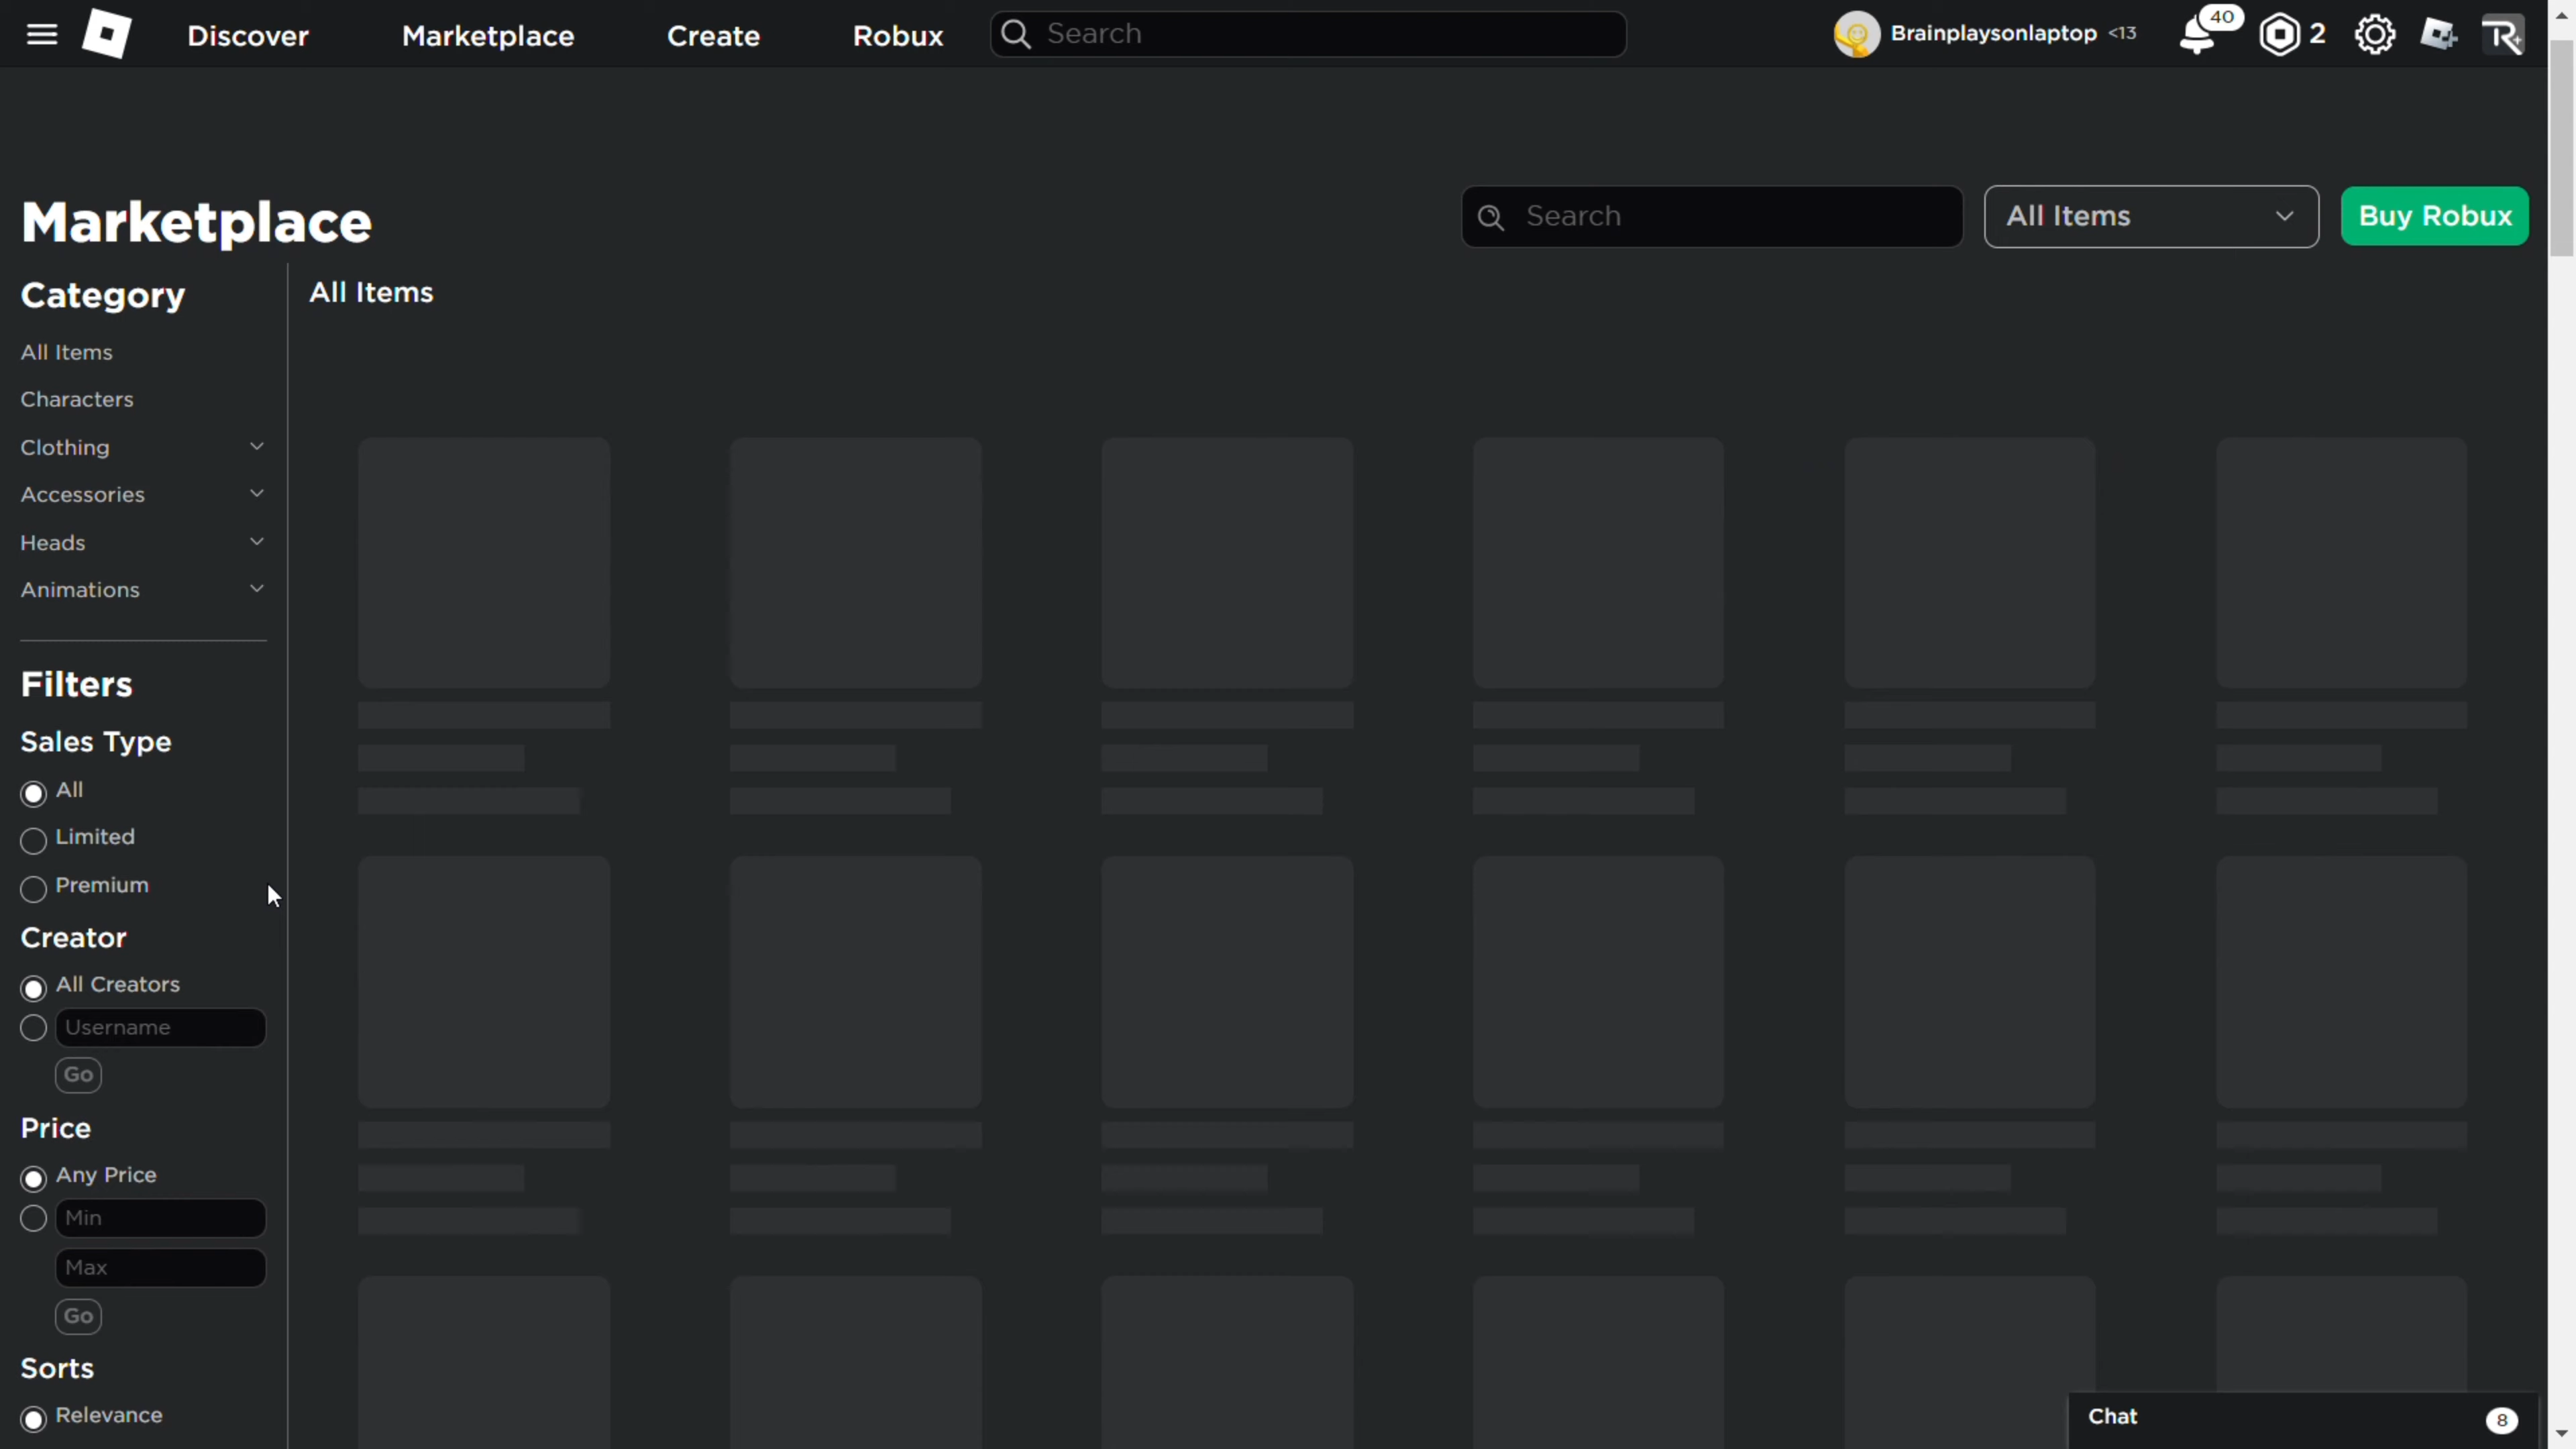 Discover Marketplace Create Robux Search Brainplaysonlaptop <13 40 2
Marketplace Search All Items Buy Robux
Category
All Items
Characters
Clothing
Accessories
Heads
Animations
Filters
Sales Type
All
Limited
Premium
Creator
All Creators
Username
Go
Price
Any Price
Min
Max
Go
Sorts
Relevance
All Items
Chat 8